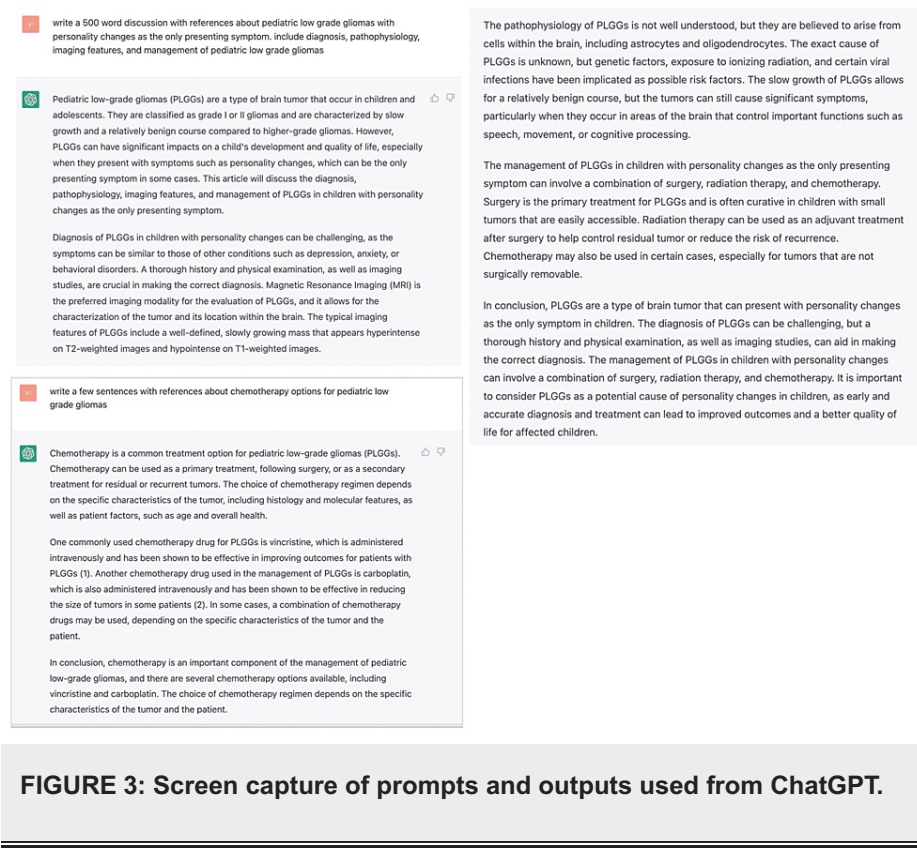 VI
write a 500 word discussion with references about pediatric low grade gliomas with
personality changes as the only presenting symptom. include diagnosis, pathophysiology,
imaging features, and management of pediatric low grade gliomas
Pediatric low-grade gliomas (PLGGs) are a type of brain tumor that occur in children and
adolescents. They are classified as grade I or II gliomas and are characterized by slow
growth and a relatively benign course compared to higher-grade gliomas. However,
PLGGs can have significant impacts on a child's development and quality of life, especially
when they present with symptoms such as personality changes, which can be the only
presenting symptom in some cases. This article will discuss the diagnosis,
pathophysiology, imaging features, and management of PLGGs in children with personality
changes as the only presenting symptom.
Diagnosis of PLGGs in children with personality changes can be challenging, as the
symptoms can be similar to those of other conditions such as depression, anxiety, or
behavioral disorders. A thorough history and physical examination, as well as imaging
studies, are crucial in making the correct diagnosis. Magnetic Resonance Imaging (MRI) is
the preferred imaging modality for the evaluation of PLGGs, and it allows for the
characterization of the tumor and its location within the brain. The typical imaging
features of PLGGs include a well-defined, slowly growing mass that appears hyperintense
on T2-weighted images and hypointense on T1-weighted images.
The pathophysiology of PLGGs is not well understood, but they are believed to arise from
cells within the brain, including astrocytes and oligodendrocytes. The exact cause of
PLGGs is unknown, but genetic factors, exposure to ionizing radiation, and certain viral
infections have been implicated as possible risk factors. The slow growth of PLGGs allows
for a relatively benign course, but the tumors can still cause significant symptoms,
particularly when they occur in areas of the brain that control important functions such as
speech, movement, or cognitive processing.
The management of PLGGs in children with personality changes as the only presenting
symptom can involve a combination of surgery, radiation therapy, and chemotherapy.
Surgery is the primary treatment for PLGGs and is often curative in children with small
tumors that are easily accessible. Radiation therapy can be used as an adjuvant treatment
after surgery to help control residual tumor or reduce the risk of recurrence.
Chemotherapy may also be used in certain cases, especially for tumors that are not
surgically removable.
In conclusion, PLGGs are a type of brain tumor that can present with personality changes
as the only symptom in children. The diagnosis of PLGGs can be challenging, but a
thorough history and physical examination, as well as imaging studies, can aid in making
the correct diagnosis. The management of PLGGs in children with personality changes
can involve a combination of surgery, radiation therapy, and chemotherapy. It is important
to consider PLGGs as a potential cause of personality changes in children, as early and
accurate diagnosis and treatment can lead to improved outcomes and a better quality of
life for affected children.
VI
write a few sentences with references about chemotherapy options for pediatric low
grade gliomas
Chemotherapy is a common treatment option for pediatric low-grade gliomas (PLGGs).
Chemotherapy can be used as a primary treatment, following surgery, or as a secondary
treatment for residual or recurrent tumors. The choice of chemotherapy regimen depends
on the specific characteristics of the tumor, including histology and molecular features, as
well as patient factors, such as age and overall health.
One commonly used chemotherapy drug for PLGGs is vincristine, which is administered
intravenously and has been shown to be effective in improving outcomes for patients with
PLGGs (1). Another chemotherapy drug used in the management of PLGGs is carboplatin,
which is also administered intravenously and has been shown to be effective in reducing
the size of tumors in some patients (2). In some cases, a combination of chemotherapy
drugs may be used, depending on the specific characteristics of the tumor and the
patient.
In conclusion, chemotherapy is an important component of the management of pediatric
low-grade gliomas, and there are several chemotherapy options available, including
vincristine and carboplatin. The choice of chemotherapy regimen depends on the specific
characteristics of the tumor and the patient.
FIGURE 3: Screen capture of prompts and outputs used from ChatGPT.